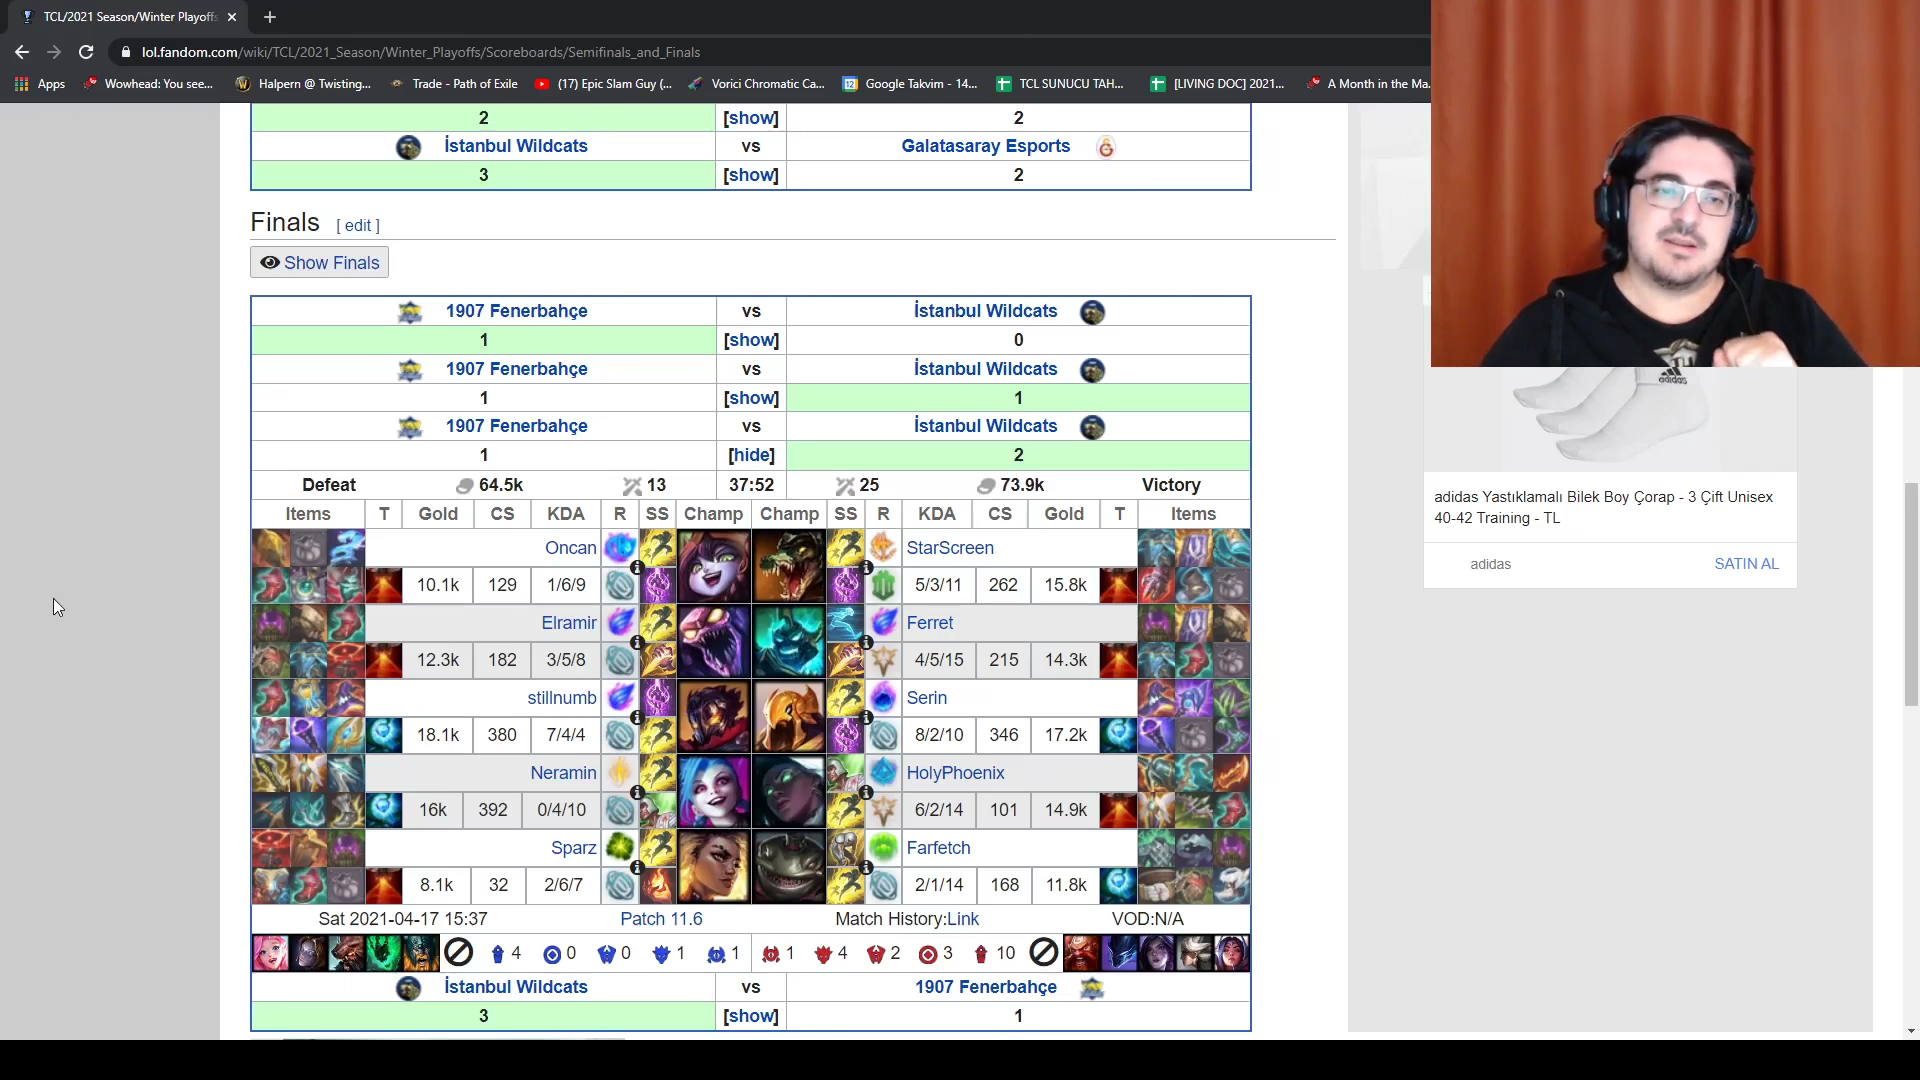 TCL/2021 Season/Winter Playoffs
lol.fandom.com/wiki/TCL/2021_Season/Winter_Playoffs/Scoreboards/Semifinals_and_Finals
Apps Wowhead: You see... Halpern @ Twisting... Trade - Path of Exile (17) Epic Slam Guy (... Vorici Chromatic Ca... Google Takvim - 14... TCL SUNUCU TAH... [LIVING DOC] 2021... A Month in the Ma...
2 [show] 2
İstanbul Wildcats vs Galatasaray Esports
3 [show] 2
Finals [ edit ]
Show Finals
1907 Fenerbahçe vs İstanbul Wildcats
1 [show] 0
1907 Fenerbahçe vs İstanbul Wildcats
1 [show] 1
1907 Fenerbahçe vs İstanbul Wildcats
1 [hide] 2
Defeat 64.5k 13 37:52 25 73.9k Victory
Items T Gold CS KDA R SS Champ Champ SS R KDA CS Gold T Items
Oncan StarScreen
10.1k 129 1/6/9 5/3/11 262 15.8k
Elramir Ferret
12.3k 182 3/5/8 4/5/15 215 14.3k
stillnumb Serin
18.1k 380 7/4/4 8/2/10 346 17.2k
Neramin HolyPhoenix
16k 392 0/4/10 6/2/14 101 14.9k
Sparz Farfetch
8.1k 32 2/6/7 2/1/14 168 11.8k
Sat 2021-04-17 15:37 Patch 11.6 Match History:Link VOD:N/A
4 0 0 1 1 1 4 2 3 10
İstanbul Wildcats vs 1907 Fenerbahçe
3 [show] 1
adidas
adidas Yastıklamalı Bilek Boy Çorap - 3 Çift Unisex
40-42 Training - TL
adidas SATIN AL